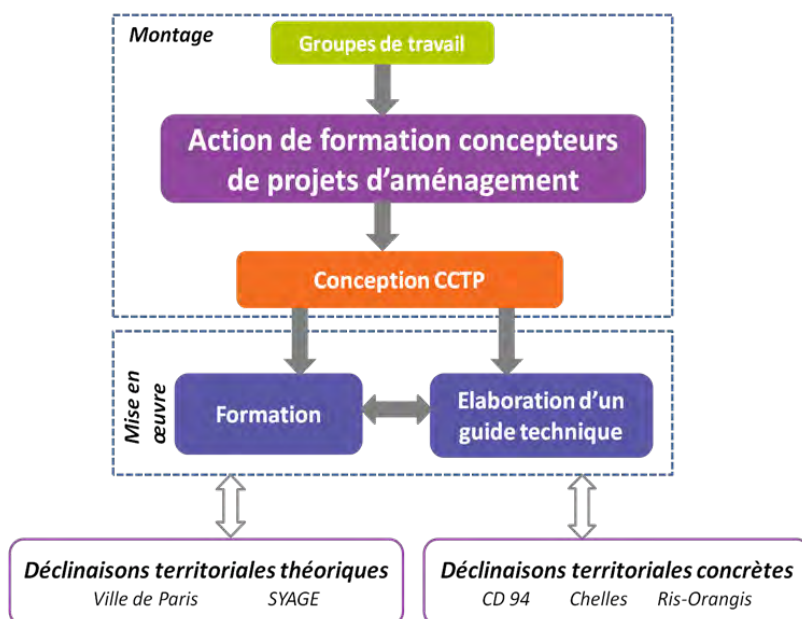 Montage
Groupes de travail
Action de formation concepteurs
de projets d’aménagement
Conception CCTP
Mise en
œuvre
Formation
Elaboration d’un
guide technique
Déclinaisons territoriales théoriques
Ville de Paris SYAGE
Déclinaisons territoriales concrètes
CD 94 Chelles Ris-Orangis